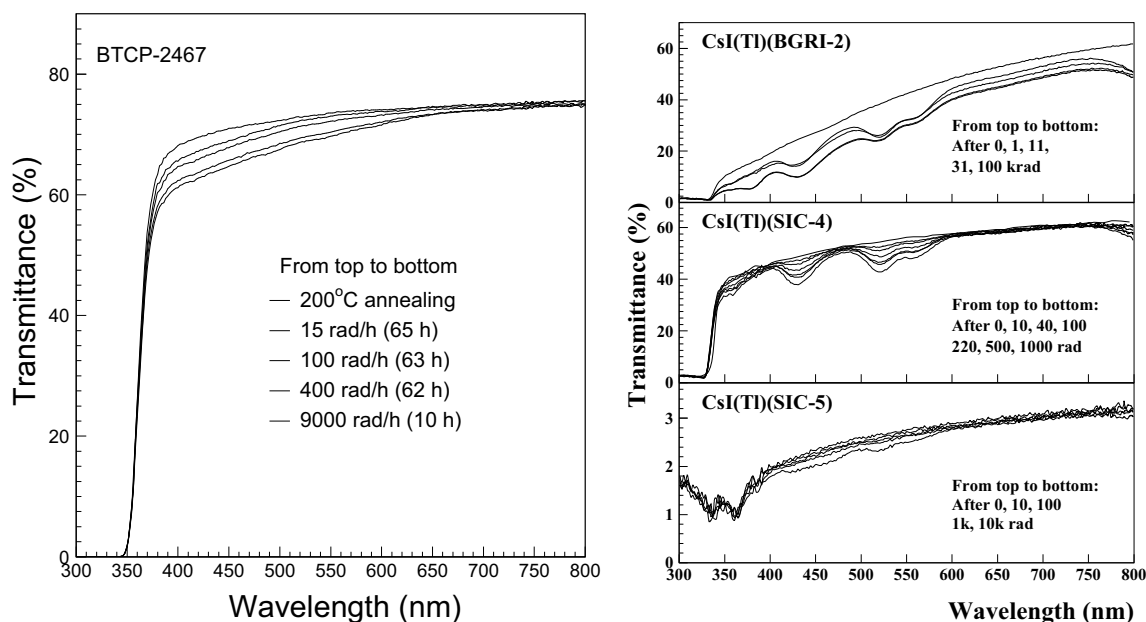 BTCP-2467
Transmittance (%)
80
60
40
20
0
From top to bottom
200°C annealing
15 rad/h (65 h)
100 rad/h (63 h)
400 rad/h (62 h)
9000 rad/h (10 h)
300 350 400 450 500 550 600 650 700 750 800
Wavelength (nm)
CsI(Tl)(BGRI-2)
60
40
20
0
From top to bottom:
After 0, 1, 11,
31, 100 krad
Transmittance (%)
CsI(Tl)(SIC-4)
60
40
20
0
From top to bottom:
After 0, 10, 40, 100
220, 500, 1000 rad
CsI(Tl)(SIC-5)
3
2
1
0
From top to bottom:
After 0, 10, 100
1k, 10k rad
300 350 400 450 500 550 600 650 700 750 800
Wavelength (nm)